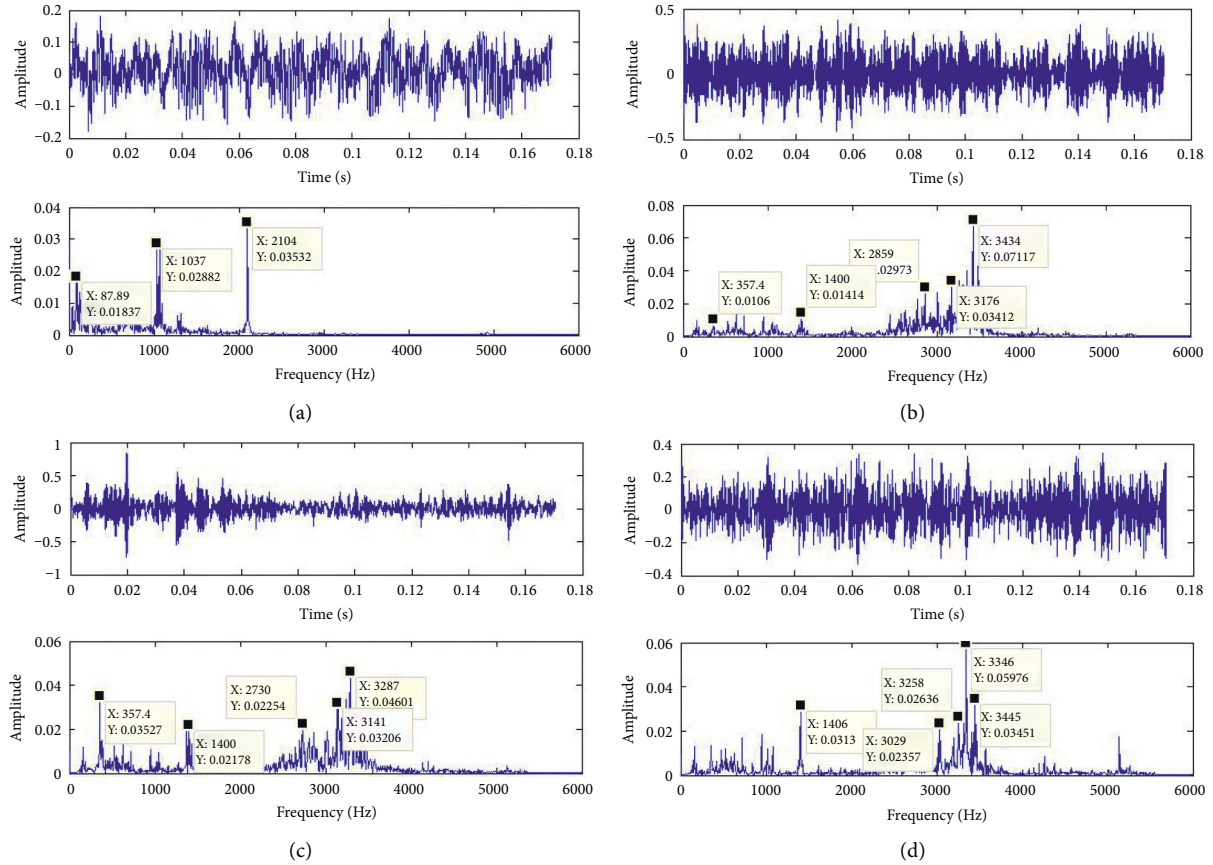 0.2
0.1
0
−0.1
−0.2
Amplitude
0 0.02 0.04 0.06 0.08 0.1 0.12 0.14 0.16 0.18
Time (s)
0.04
0.03
0.02
0.01
0
Amplitude
X: 87.89
Y: 0.01837
X: 1037
Y: 0.02882
X: 2104
Y: 0.03532
0 1000 2000 3000 4000 5000 6000
Frequency (Hz)
(a)
0.5
0
−0.5
Amplitude
0 0.02 0.04 0.06 0.08 0.1 0.12 0.14 0.16 0.18
Time (s)
0.08
0.06
0.04
0.02
0
Amplitude
X: 357.4
Y: 0.0106
X: 1400
Y: 0.01414
X: 2859
.02973
X: 3434
Y: 0.07117
X: 3176
Y: 0.03412
0 1000 2000 3000 4000 5000 6000
Frequency (Hz)
(b)
1
0.5
0
−0.5
−1
Amplitude
0 0.02 0.04 0.06 0.08 0.1 0.12 0.14 0.16 0.18
Time (s)
0.06
0.04
0.02
0
Amplitude
X: 357.4
Y: 0.03527
X: 1400
Y: 0.02178
X: 2730
Y: 0.02254
X: 3287
Y: 0.04601
X: 3141
Y: 0.03206
0 1000 2000 3000 4000 5000 6000
Frequency (Hz)
(c)
0.4
0.2
0
−0.2
−0.4
Amplitude
0 0.02 0.04 0.06 0.08 0.1 0.12 0.14 0.16 0.18
Time (s)
0.06
0.04
0.02
0
Amplitude
X: 1406
Y: 0.0313
X: 3029
Y: 0.02357
X: 3258
Y: 0.02636
X: 3346
Y: 0.05976
X: 3445
Y: 0.03451
0 1000 2000 3000 4000 5000 6000
Frequency (Hz)
(d)